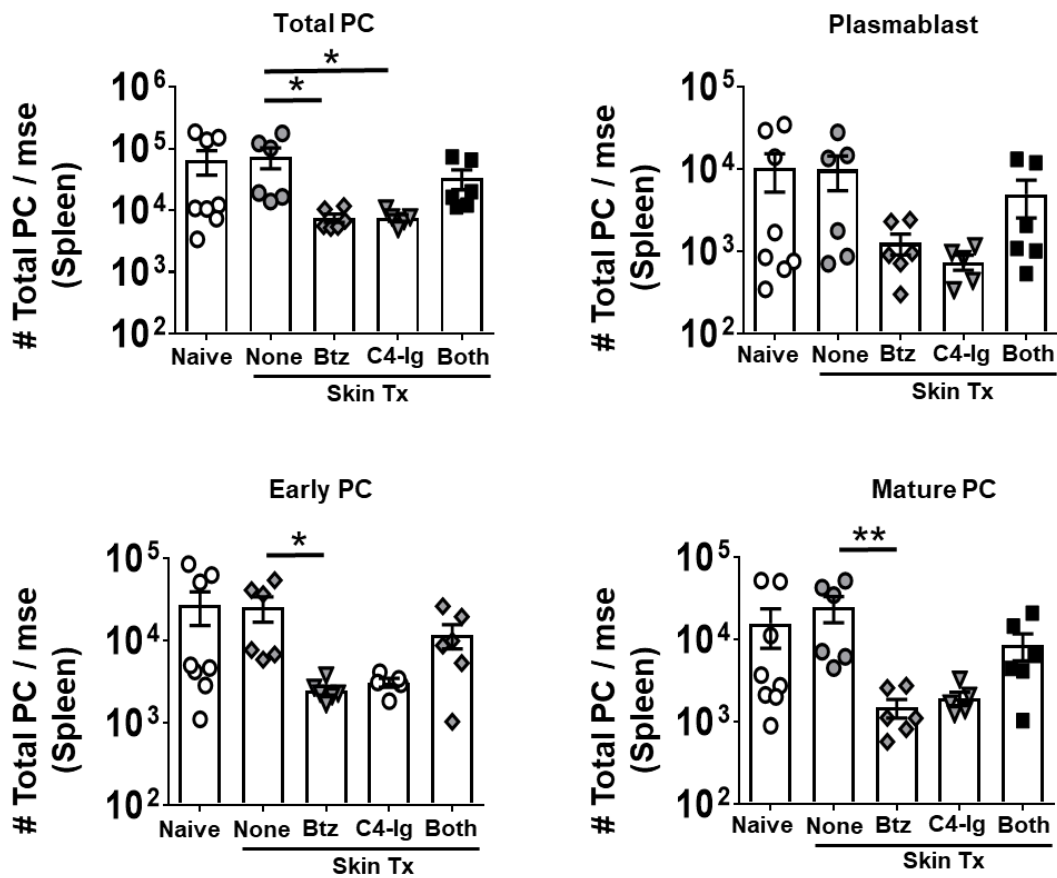 Total PC
*
*
# Total PC / mse
(Spleen)
10⁶
10⁵
10⁴
10³
10²
Naive None Btz C4-Ig Both
Skin Tx
Plasmablast
# Total PC / mse
(Spleen)
10⁵
10⁴
10³
10²
Naive None Btz C4-Ig Both
Skin Tx
Early PC
*
# Total PC / mse
(Spleen)
10⁵
10⁴
10³
10²
Naive None Btz C4-Ig Both
Skin Tx
Mature PC
**
# Total PC / mse
(Spleen)
10⁵
10⁴
10³
10²
Naive None Btz C4-Ig Both
Skin Tx